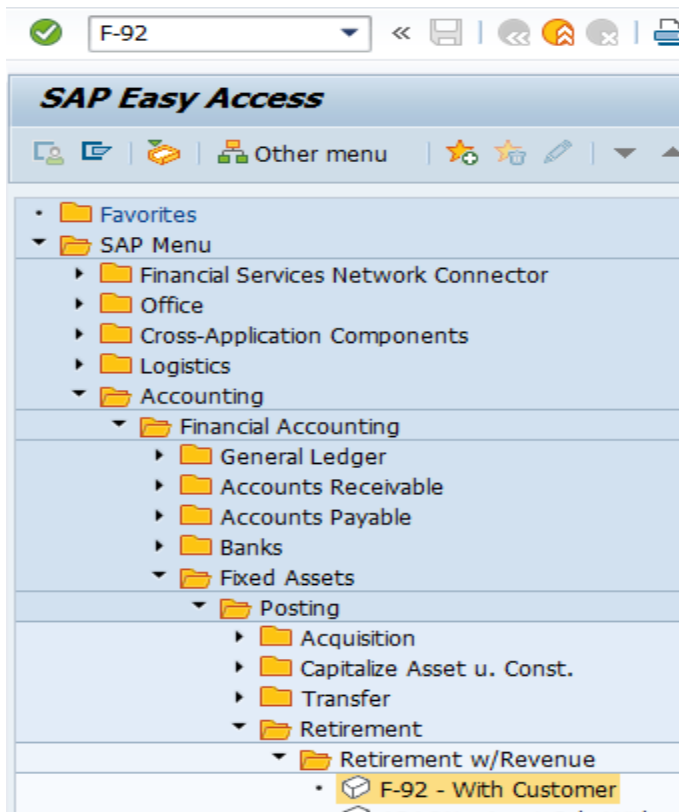 F-92
SAP Easy Access
Other menu
Favorites
SAP Menu
Financial Services Network Connector
Office
Cross-Application Components
Logistics
Accounting
Financial Accounting
General Ledger
Accounts Receivable
Accounts Payable
Banks
Fixed Assets
Posting
Acquisition
Capitalize Asset u. Const.
Transfer
Retirement
Retirement w/Revenue
F-92 - With Customer